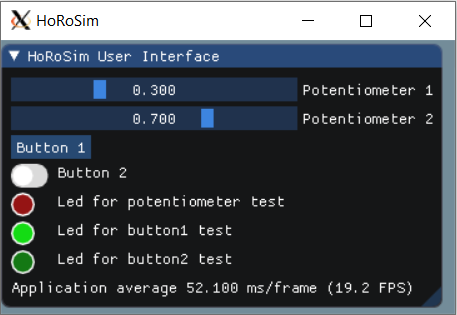 HoRoSim
HoRoSim User Interface
0.300 Potentiometer 1
0.700 Potentiometer 2
Button 1
Button 2
Led for potentiometer test
Led for button1 test
Led for button2 test
Application average 52.100 ms/frame (19.2 FPS)